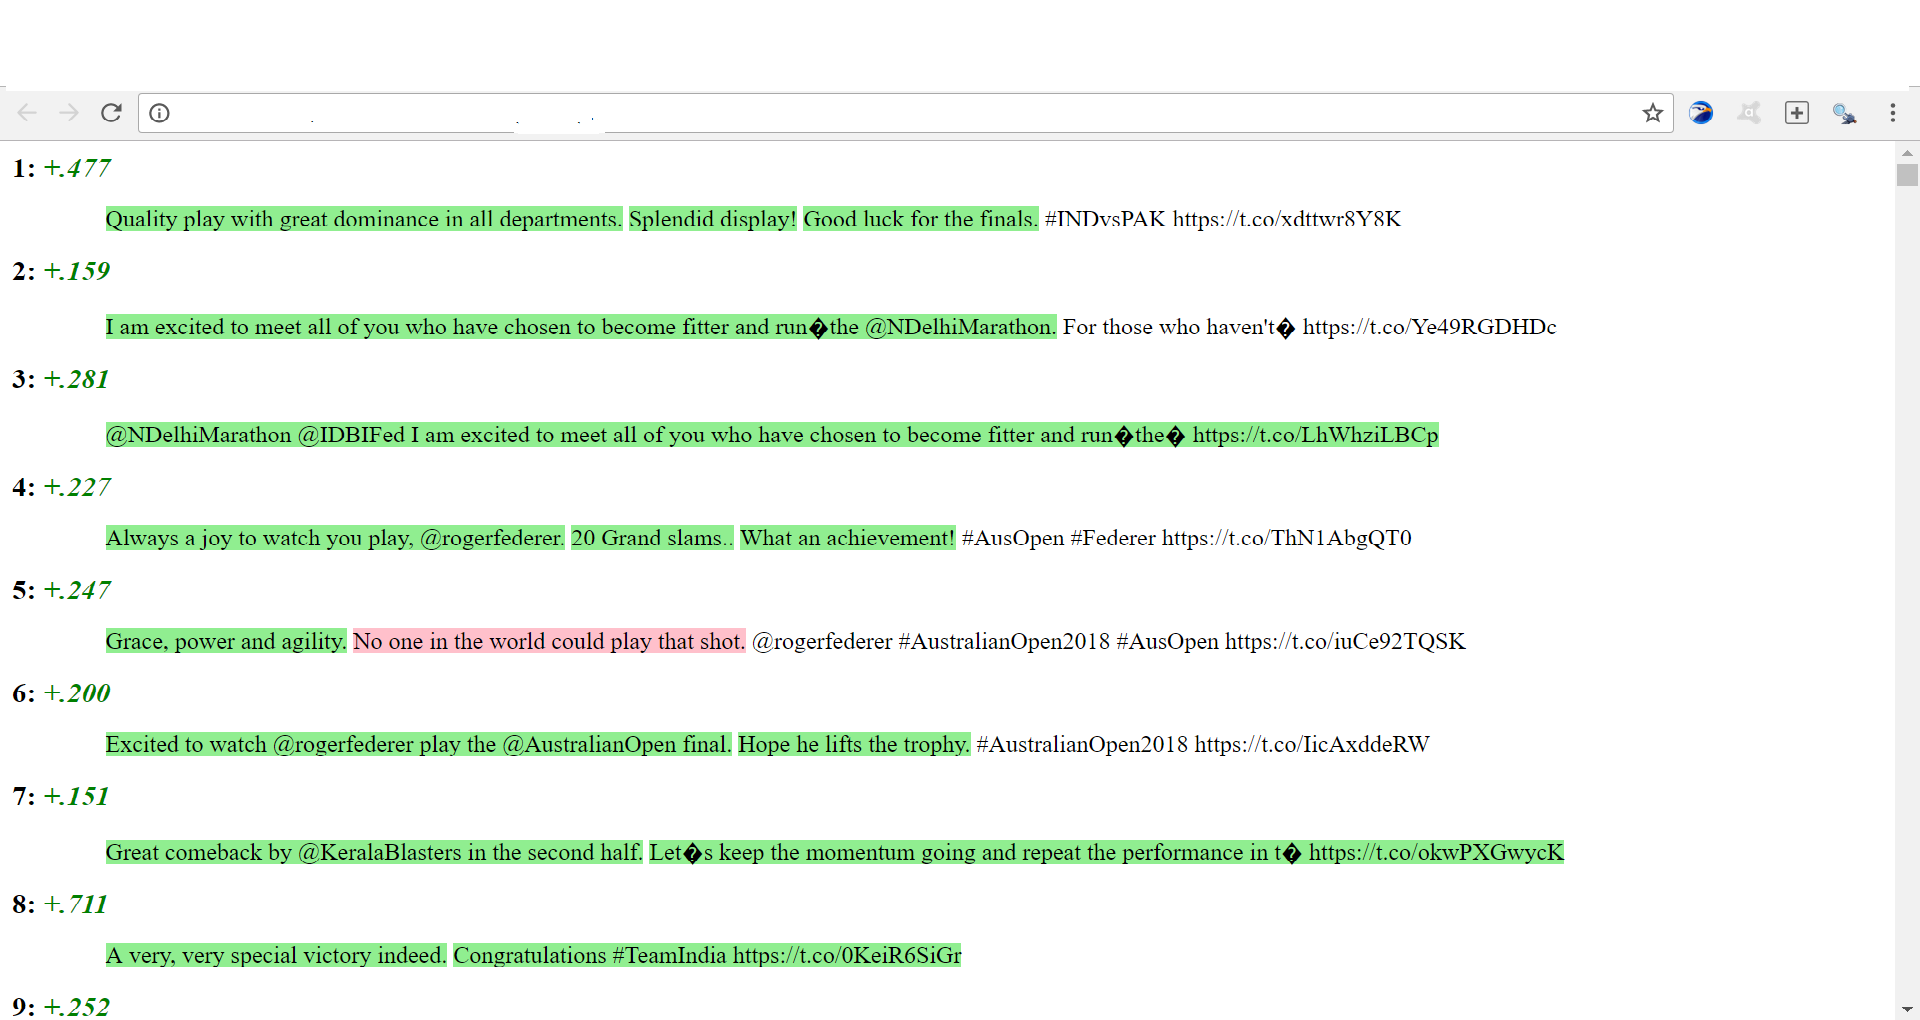 1: +.477
Quality play with great dominance in all departments. Splendid display! Good luck for the finals. #INDvsPAK https://t.co/xdttwr8Y8K
2: +.159
I am excited to meet all of you who have chosen to become fitter and run�the @NDelhiMarathon. For those who haven't� https://t.co/Ye49RGDHDc
3: +.281
@NDelhiMarathon @IDBIFed I am excited to meet all of you who have chosen to become fitter and run�the� https://t.co/LhWhziLBCp
4: +.227
Always a joy to watch you play, @rogerfederer. 20 Grand slams.. What an achievement! #AusOpen #Federer https://t.co/ThN1AbgQT0
5: +.247
Grace, power and agility. No one in the world could play that shot. @rogerfederer #AustralianOpen2018 #AusOpen https://t.co/iuCe92TQSK
6: +.200
Excited to watch @rogerfederer play the @AustralianOpen final. Hope he lifts the trophy. #AustralianOpen2018 https://t.co/IicAxddeRW
7: +.151
Great comeback by @KeralaBlasters in the second half. Let�s keep the momentum going and repeat the performance in t� https://t.co/okwPXGwycK
8: +.711
A very, very special victory indeed. Congratulations #TeamIndia https://t.co/0KeiR6SiGr
9: +.252